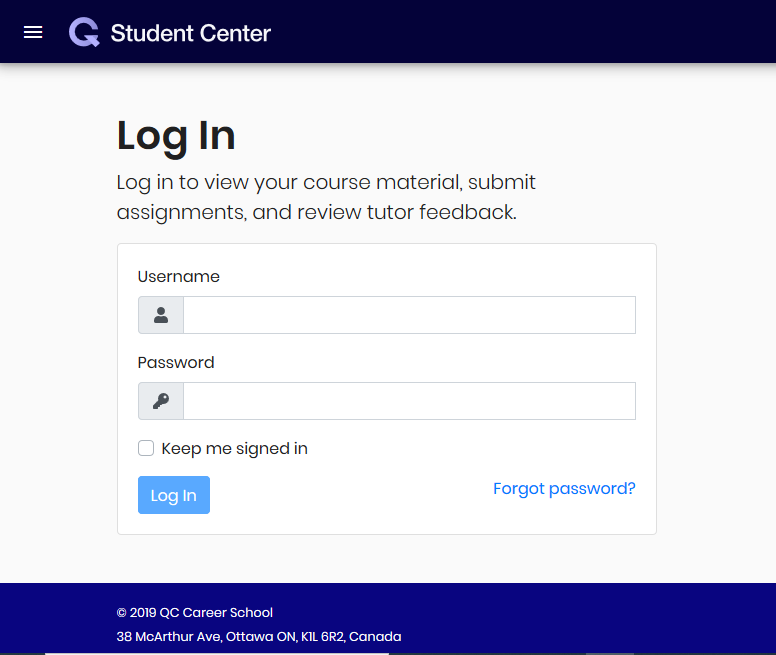 Student Center
Log In
Log in to view your course material, submit
assignments, and review tutor feedback.
Username
Password
Keep me signed in
Log In
Forgot password?
© 2019 QC Career School
38 McArthur Ave, Ottawa ON, K1L 6R2, Canada